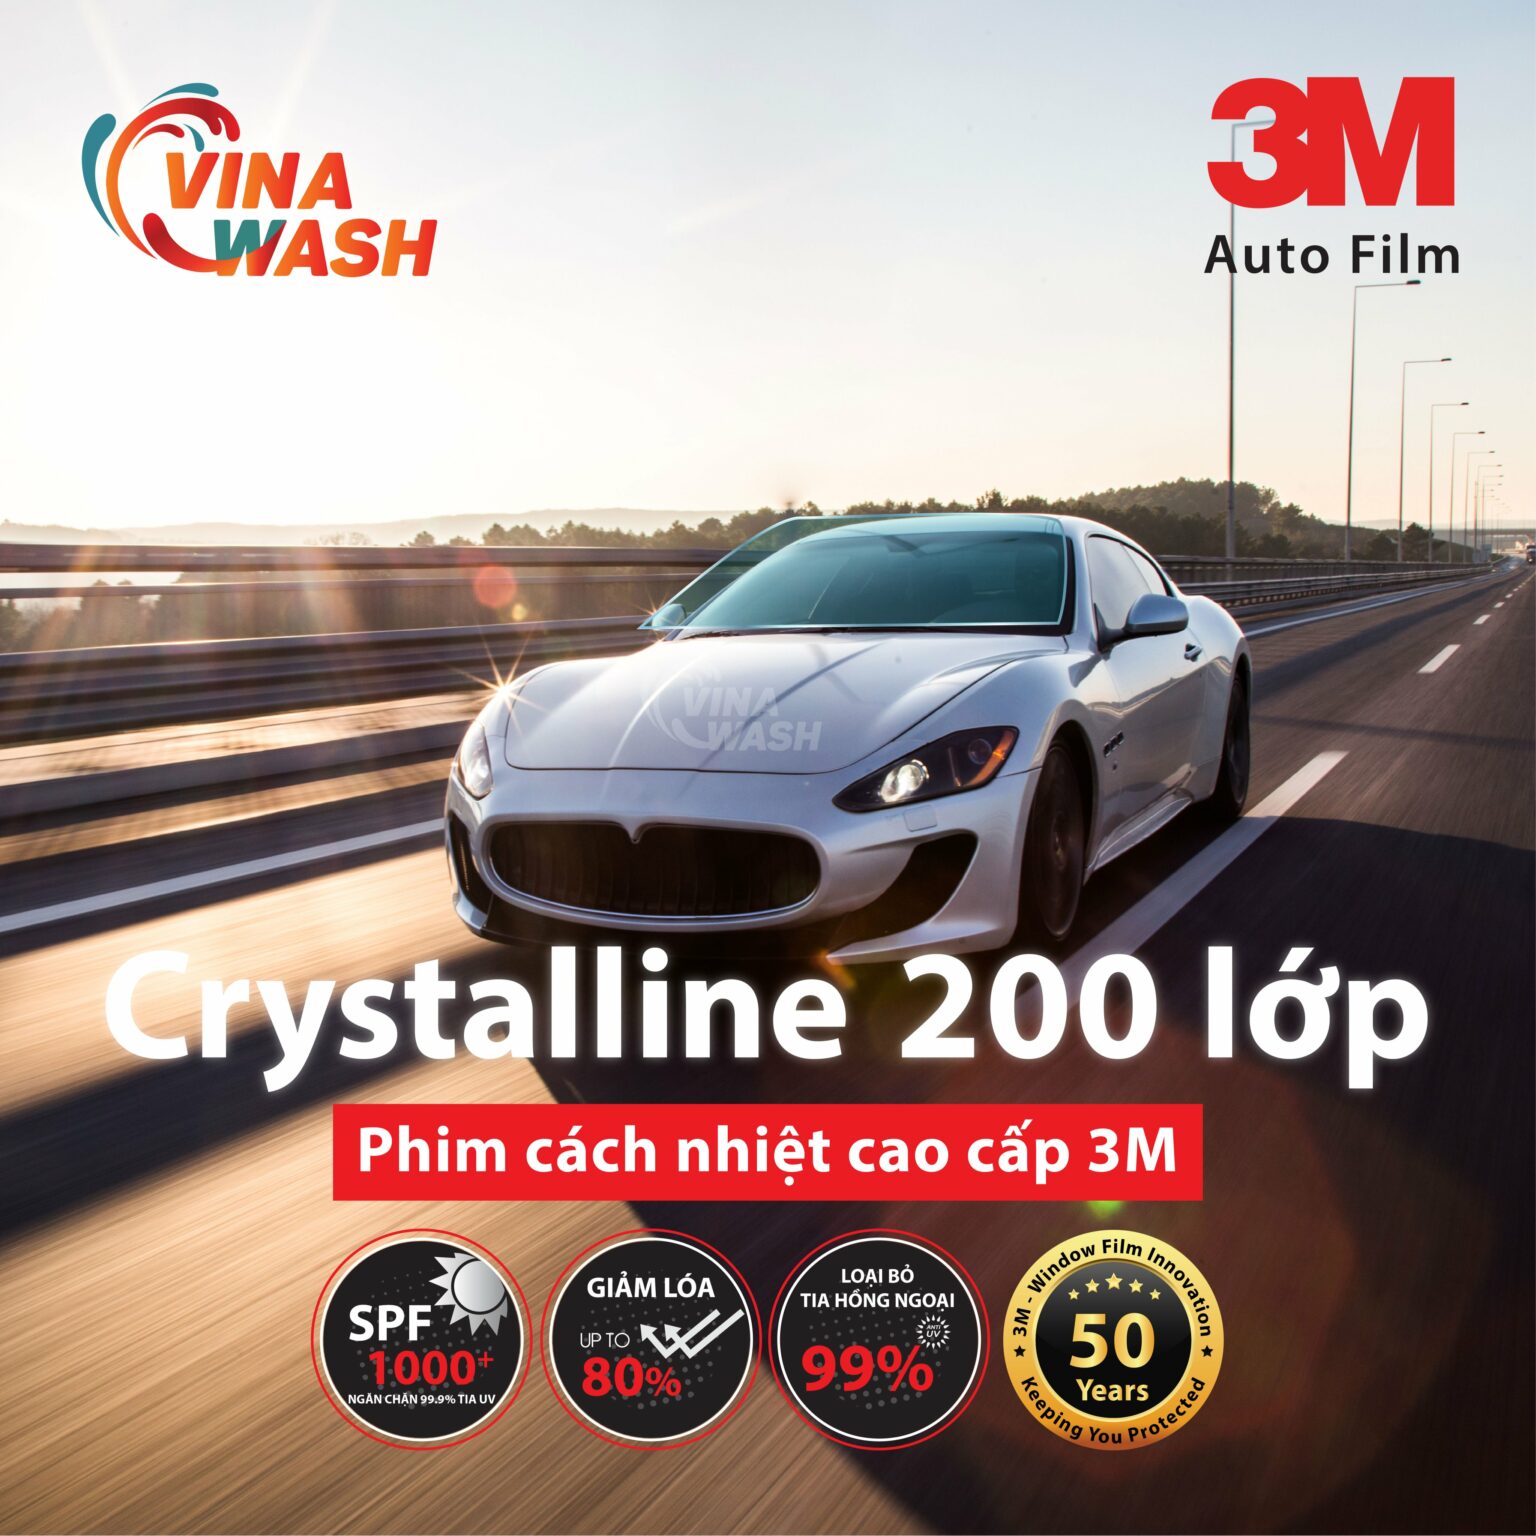 VINA
WASH
3M
Auto Film
VINA
WASH
Crystalline 200 lớp
Phim cách nhiệt cao cấp 3M
SPF
1000+
NGĂN CHẶN 99.9% TIA UV
GIẢM LÓA
UP TO
80%
LOẠI BỎ
TIA HỒNG NGOẠI
ANTI
UV
99%
3M - Window Film Innovation
50
Years
Keeping You Protected